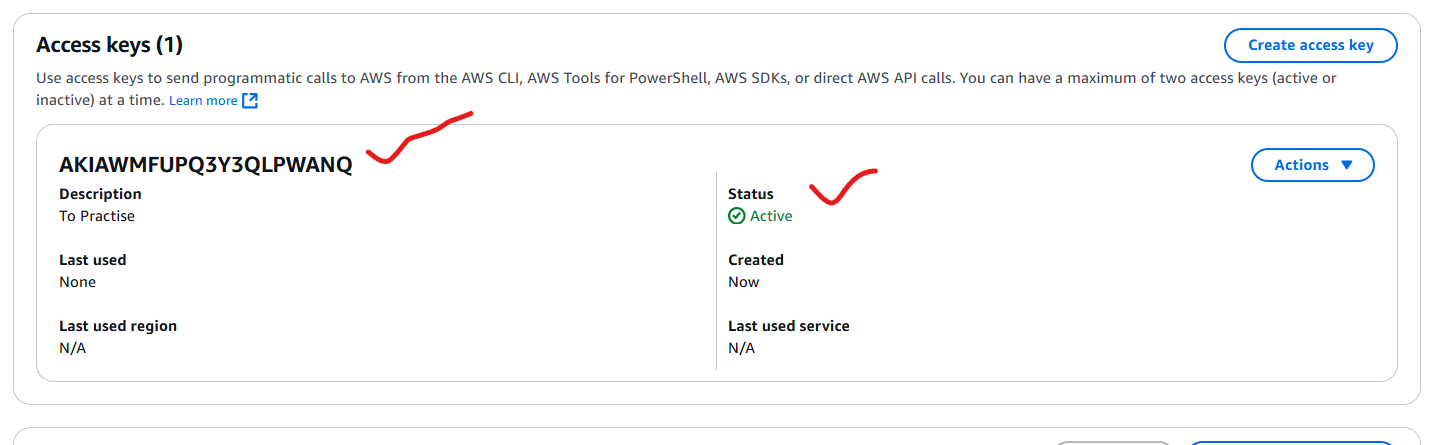 Access keys (1)
Create access key
Use access keys to send programmatic calls to AWS from the AWS CLI, AWS Tools for PowerShell, AWS SDKs, or direct AWS API calls. You can have a maximum of two access keys (active or
inactive) at a time. Learn more
AKIAWMFUPQ3Y3QLPWANQ
Actions
Description
To Practise
Status
Active
Last used
None
Created
Now
Last used region
N/A
Last used service
N/A